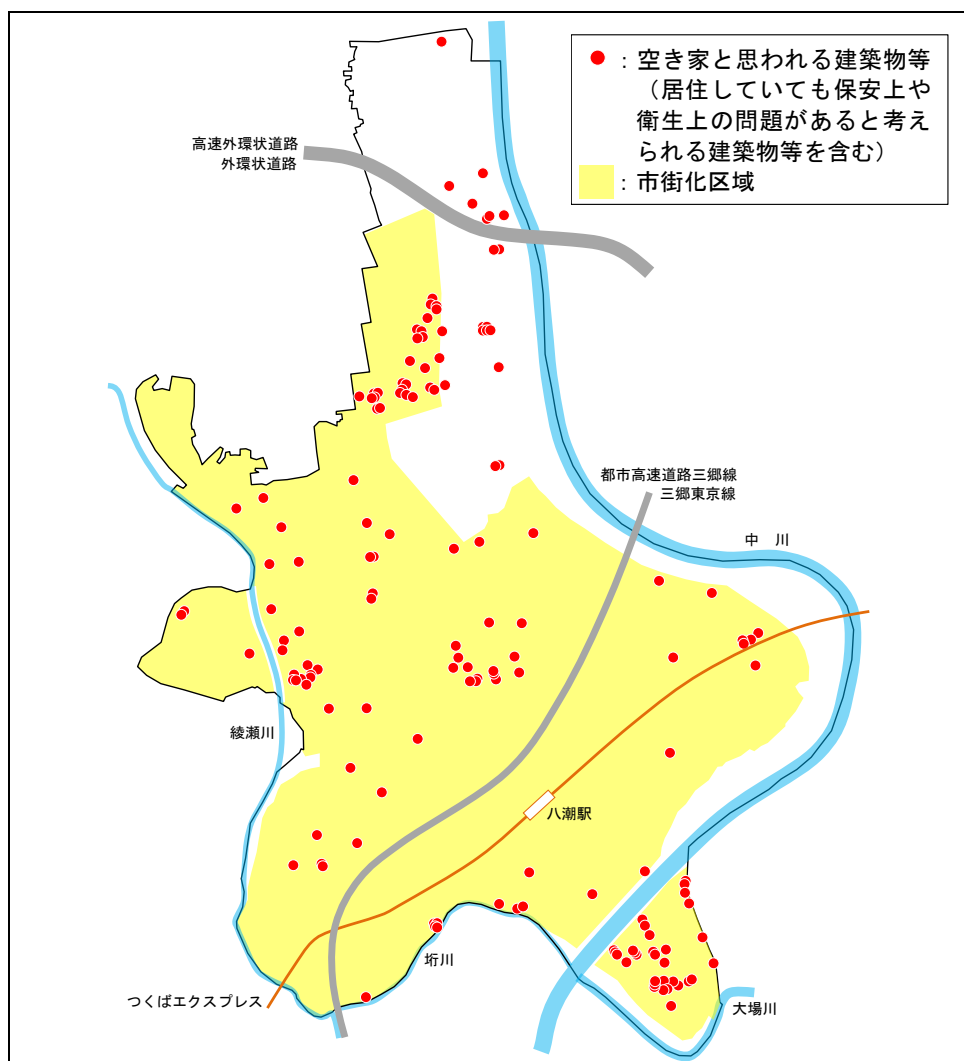 ：空き家と思われる建築物等
（居住していても保安上や
衛生上の問題があると考え
られる建築物等を含む）
：市街化区域
高速外環状道路
外環状道路
都市高速道路三郷線
三郷東京線
中　川
綾瀬川
八潮駅
垳川
つくばエクスプレス
大場川